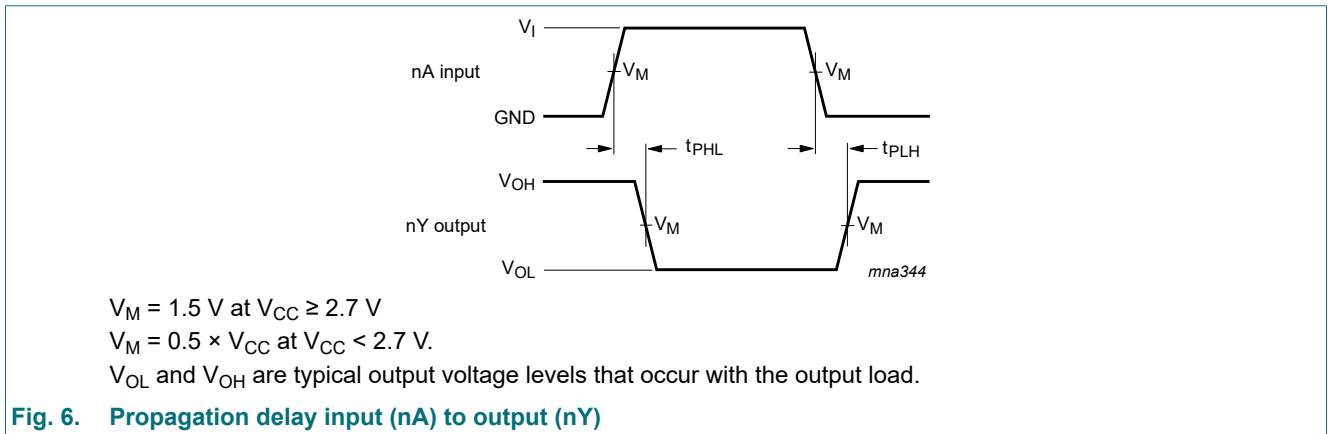 V_I
nA input
V_M
V_M
GND
t_PHL
t_PLH
V_OH
nY output
V_M
V_M
V_OL
mna344
V_M = 1.5 V at V_CC ≥ 2.7 V
V_M = 0.5 × V_CC at V_CC < 2.7 V.
V_OL and V_OH are typical output voltage levels that occur with the output load.
Fig. 6. Propagation delay input (nA) to output (nY)